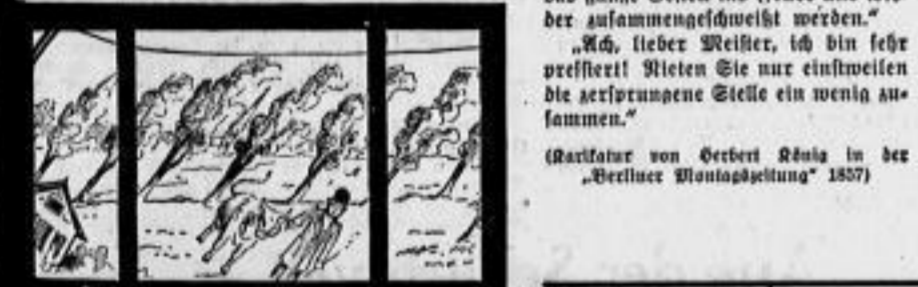 der zusammengeschweißt werden.“
„Ach, lieber Meister, ich bin sehr
pressiert! Nieten Sie nur einstweilen
die zersprungene Stelle ein wenig zu-
sammen.“
(Karikatur von Herbert König in der
„Berliner Montagszeitung“ 1857)